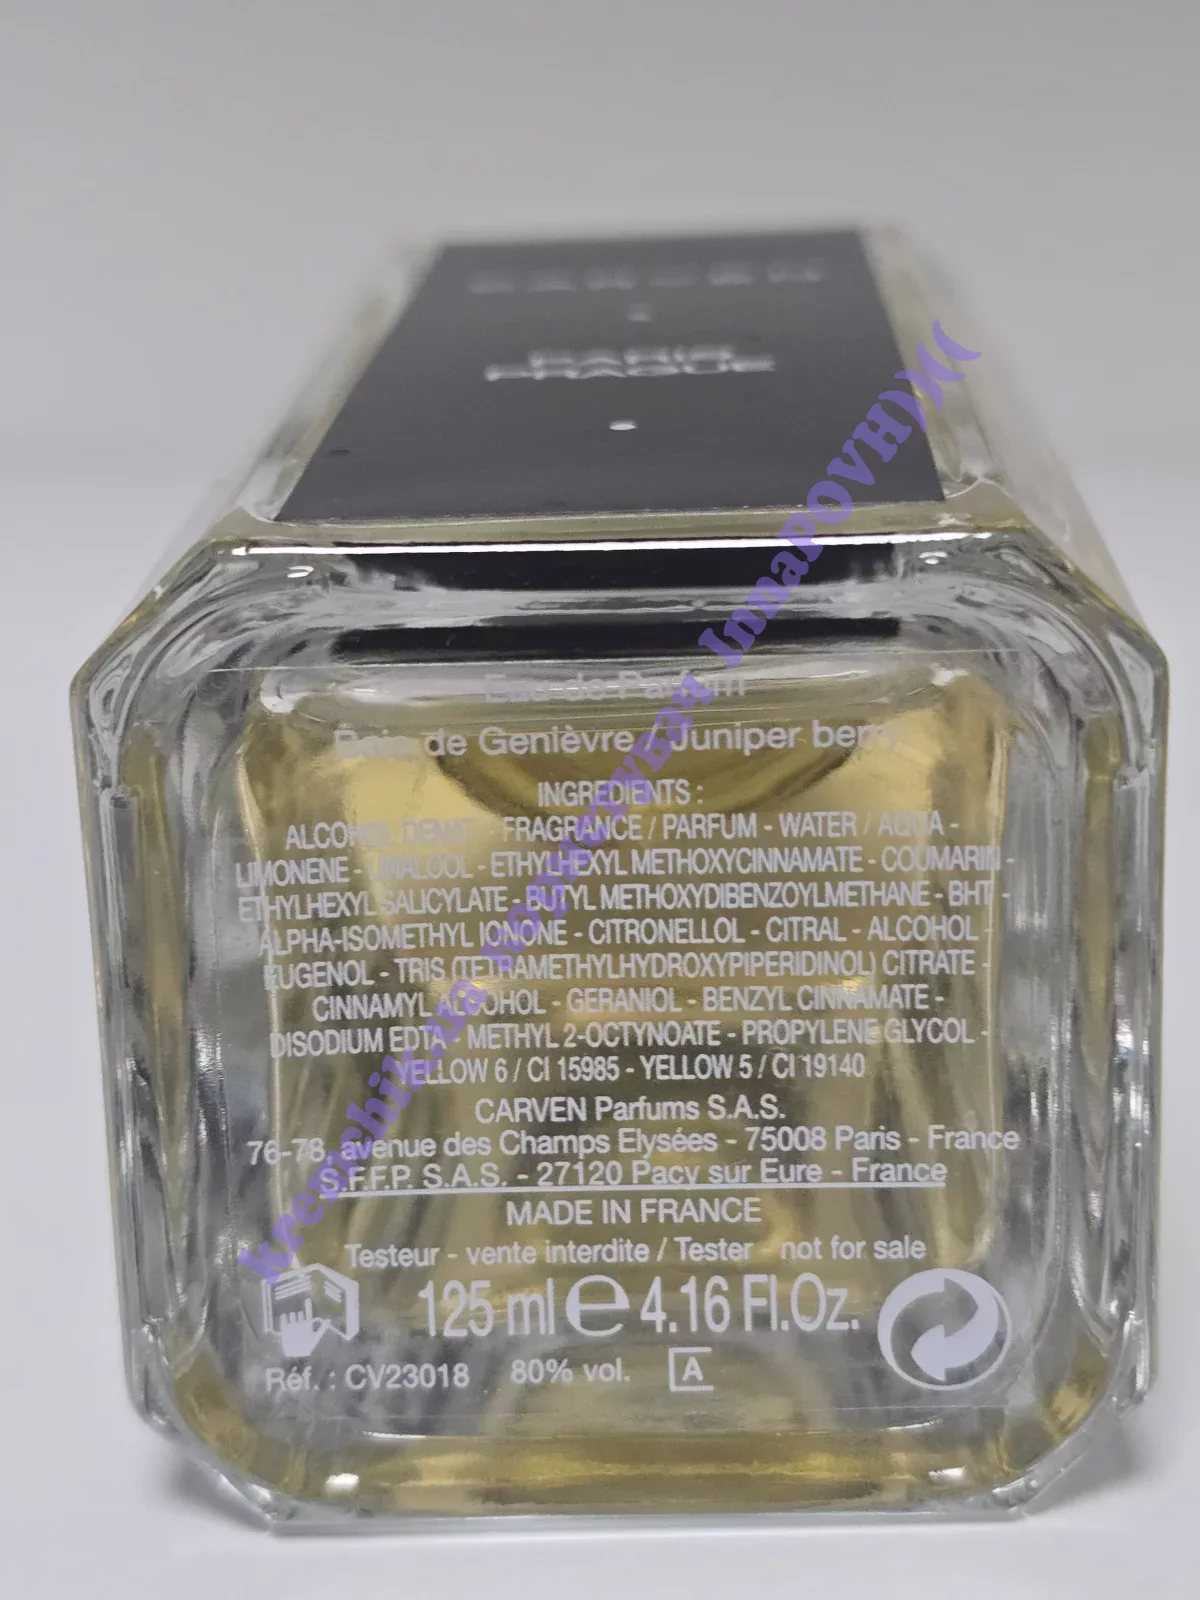 CARVEN
PARIS
PRAGUE
Eau de Parfum
Baie de Genièvre / Juniper berry
INGREDIENTS :
ALCOHOL DENAT - FRAGRANCE / PARFUM - WATER / AQUA -
LIMONENE - LINALOOL - ETHYLHEXYL METHOXYCINNAMATE - COUMARIN -
ETHYLHEXYL SALICYLATE - BUTYL METHOXYDIBENZOYLMETHANE - BHT -
ALPHA-ISOMETHYL IONONE - CITRONELLOL - CITRAL - ALCOHOL -
EUGENOL - TRIS (TETRAMETHYLHYDROXYPIPERIDINOL) CITRATE -
CINNAMYL ALCOHOL - GERANIOL - BENZYL CINNAMATE -
DISODIUM EDTA - METHYL 2-OCTYNOATE - PROPYLENE GLYCOL -
YELLOW 6 / CI 15985 - YELLOW 5 / CI 19140
CARVEN Parfums S.A.S.
76-78, avenue des Champs Elysées - 75008 Paris - France
S.F.F.P. S.A.S. - 27120 Pacy sur Eure - France
MADE IN FRANCE
Testeur - vente interdite / Tester not for sale
125 ml e 4.16 Fl.Oz.
Réf. : CV23018 80% vol. A
InnaPOVH))((